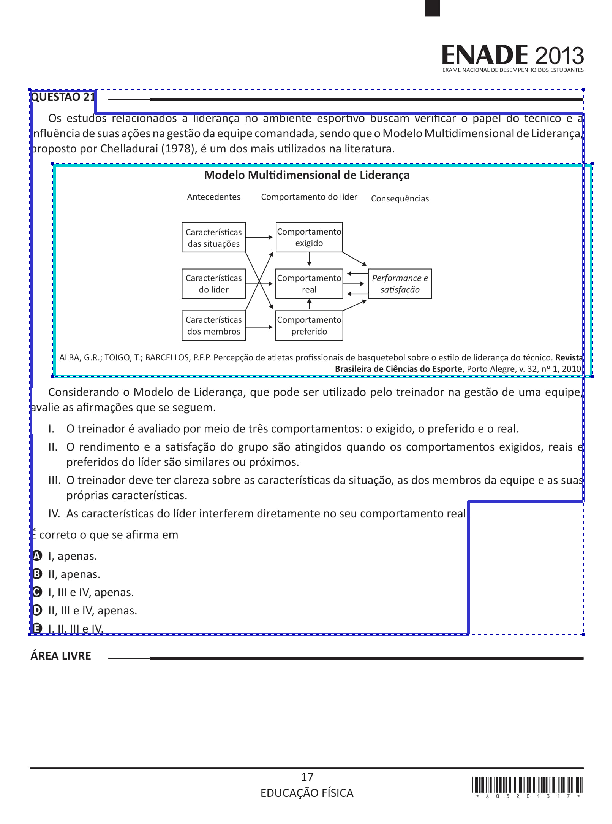 ENADE 2013
EXAME NACIONAL DE DESEMPENHO DOS ESTUDANTES
QUESTÃO 21
Os estudos relacionados à liderança no ambiente esportivo buscam verificar o papel do técnico e a
influência de suas ações na gestão da equipe comandada, sendo que o Modelo Multidimensional de Liderança,
proposto por Chelladurai (1978), é um dos mais utilizados na literatura.
Modelo Multidimensional de Liderança
Antecedentes Comportamento do líder Consequências
Características das situações
Comportamento exigido
Características do líder
Comportamento real
Performance e satisfação
Características dos membros
Comportamento preferido
ALBA, G.R.; TOIGO, T.; BARCELLOS, P.F.P. Percepção de atletas profissionais de basquetebol sobre o estilo de liderança do técnico. Revista
Brasileira de Ciências do Esporte, Porto Alegre, v. 32, nº 1, 2010.
Considerando o Modelo de Liderança, que pode ser utilizado pelo treinador na gestão de uma equipe,
avalie as afirmações que se seguem.
I. O treinador é avaliado por meio de três comportamentos: o exigido, o preferido e o real.
II. O rendimento e a satisfação do grupo são atingidos quando os comportamentos exigidos, reais e
preferidos do líder são similares ou próximos.
III. O treinador deve ter clareza sobre as características da situação, as dos membros da equipe e as suas
próprias características.
IV. As características do líder interferem diretamente no seu comportamento real.
É correto o que se afirma em
A I, apenas.
B II, apenas.
C I, III e IV, apenas.
D II, III e IV, apenas.
E I, II, III e IV.
ÁREA LIVRE
17
EDUCAÇÃO FÍSICA